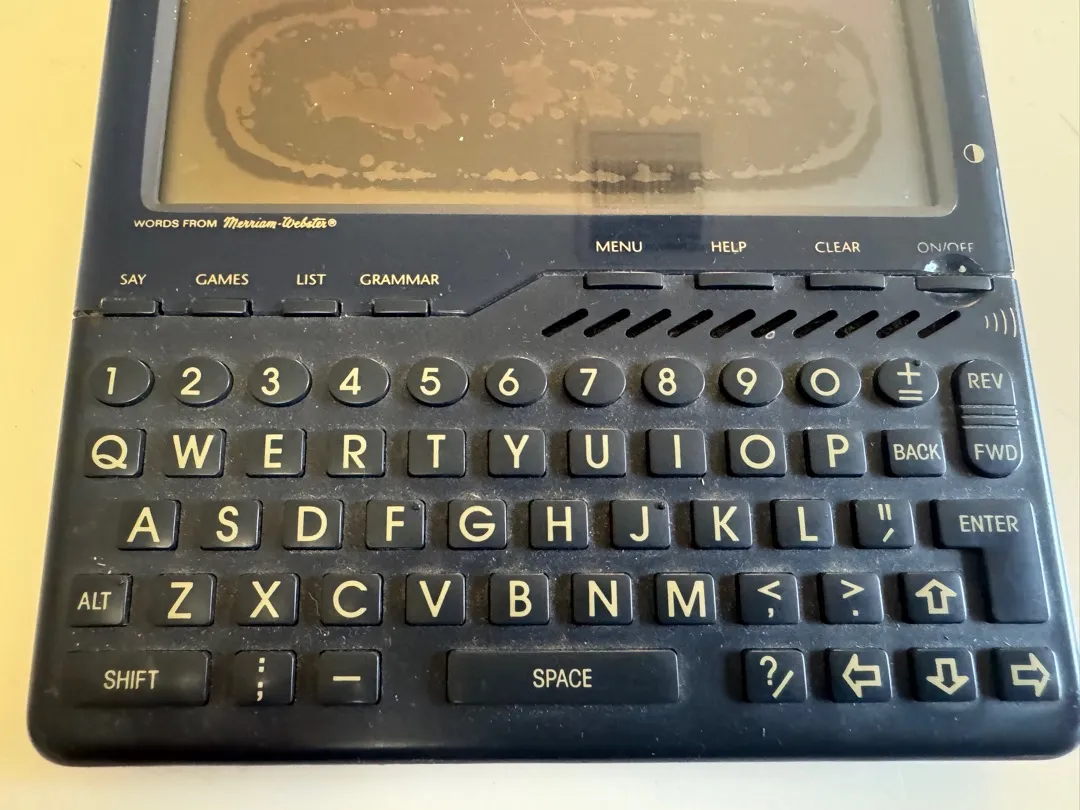 WORDS FROM Merriam-Webster®
MENU HELP CLEAR ON/OFF
SAY GAMES LIST GRAMMAR
1 2 3 4 5 6 7 8 9 0 + = REV
Q W E R T Y U I O P BACK FWD
A S D F G H J K L " , ENTER
ALT Z X C V B N M < , > .
SHIFT : ; — SPACE ? /